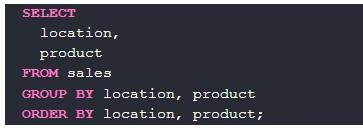 SELECT
location,
product
FROM sales
GROUP BY location, product
ORDER BY location, product;